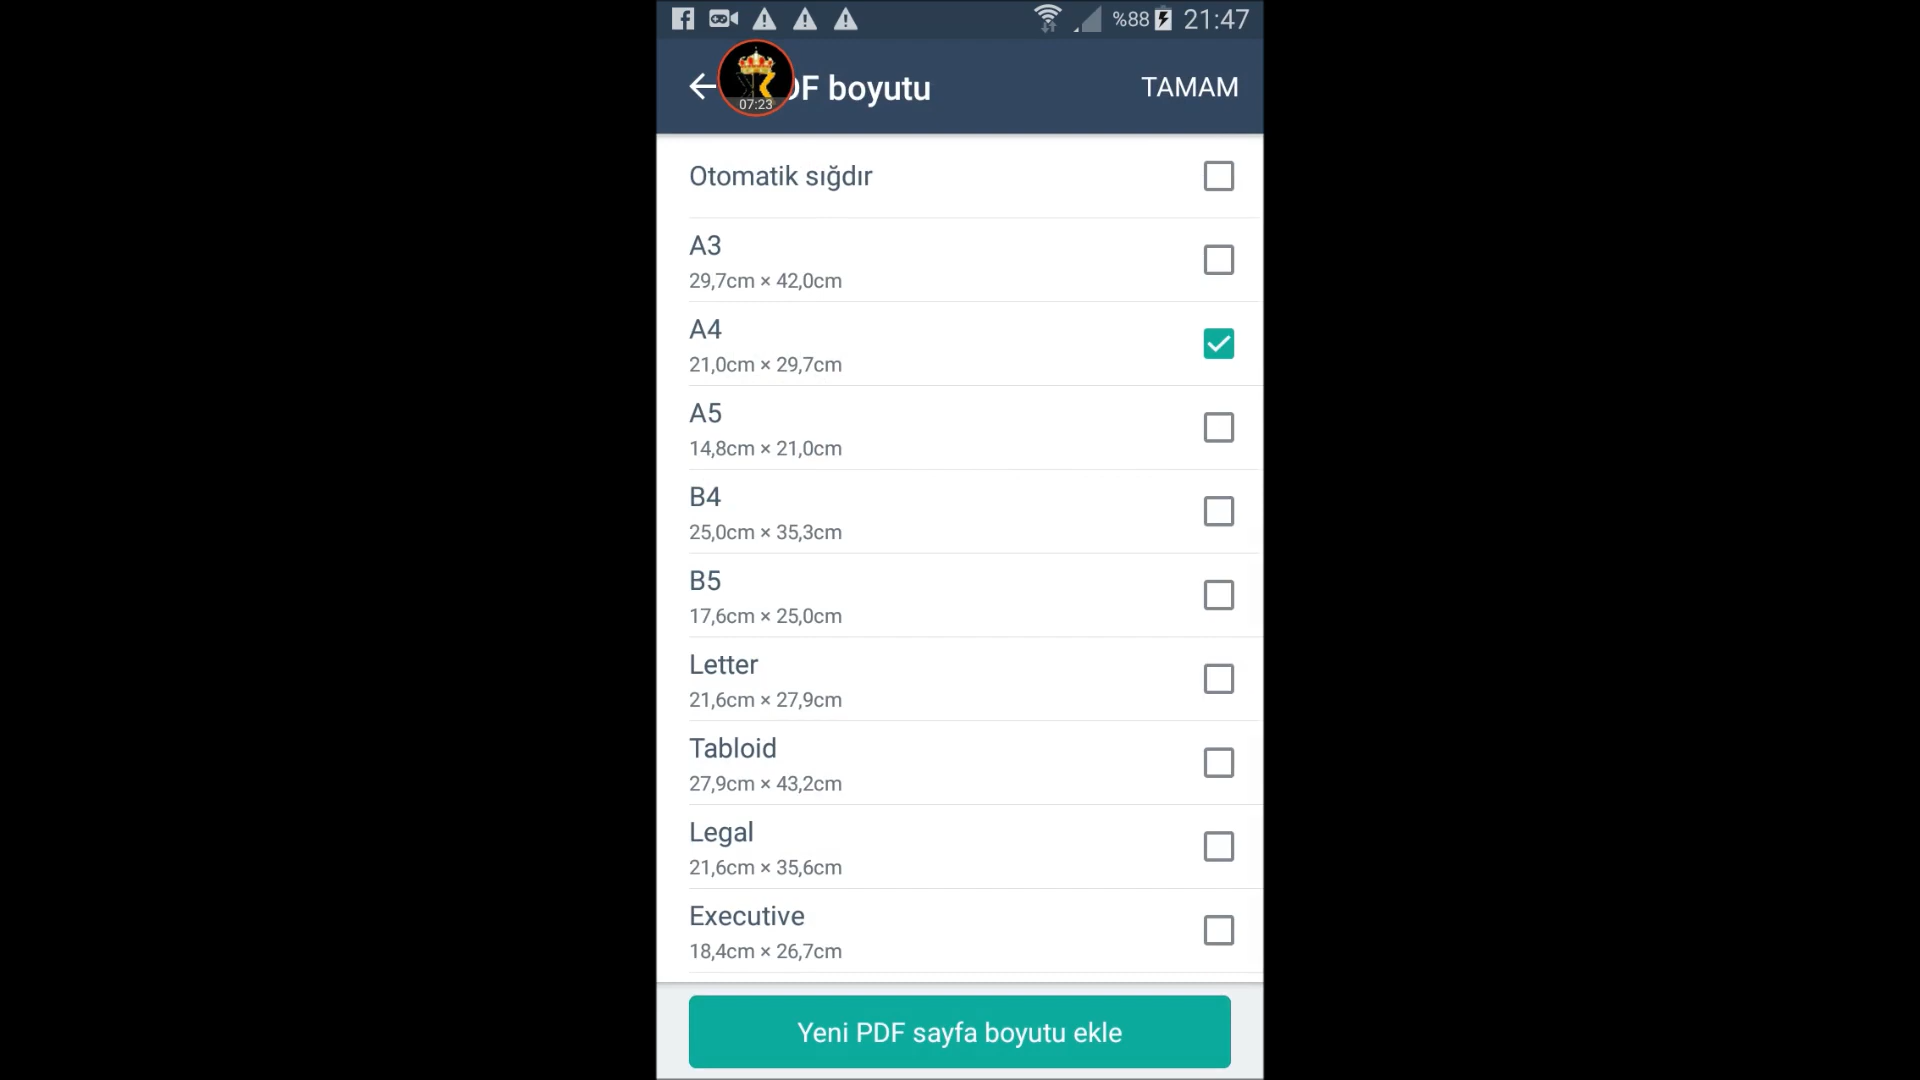 %88 21:47
07:23
DF boyutu
TAMAM
Otomatik sığdır
A3
29,7cm × 42,0cm
A4
21,0cm × 29,7cm
A5
14,8cm × 21,0cm
B4
25,0cm × 35,3cm
B5
17,6cm × 25,0cm
Letter
21,6cm × 27,9cm
Tabloid
27,9cm × 43,2cm
Legal
21,6cm × 35,6cm
Executive
18,4cm × 26,7cm
Yeni PDF sayfa boyutu ekle